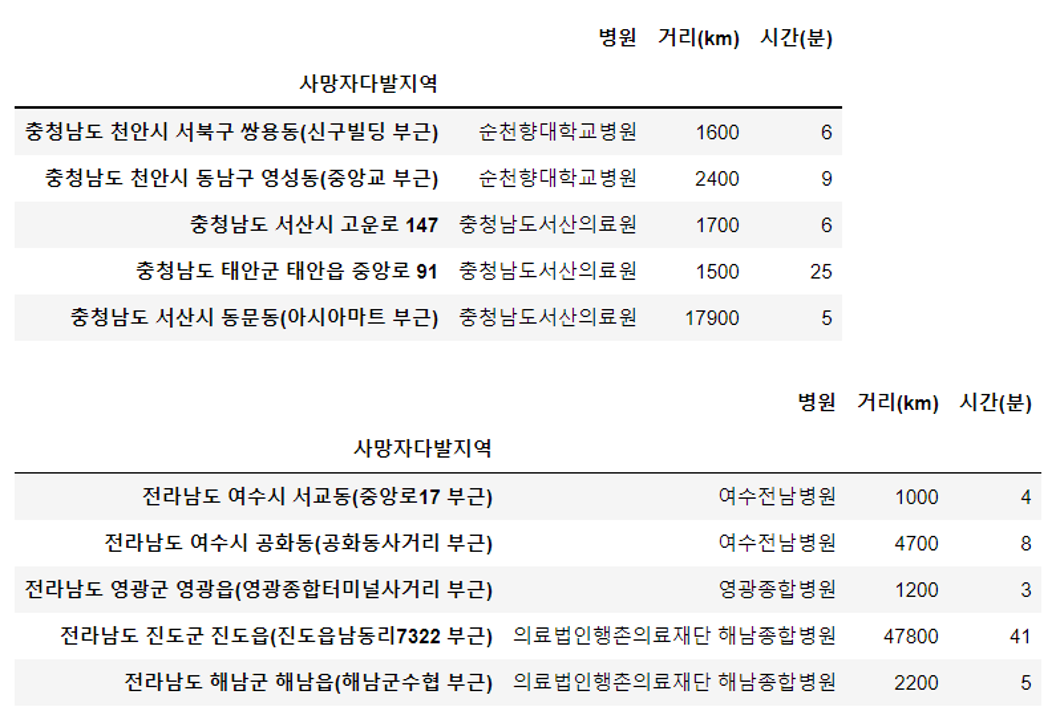 병원 거리(km) 시간(분)
사망자다발지역
충청남도 천안시 서북구 쌍용동(신구빌딩 부근) 순천향대학교병원 1600 6
충청남도 천안시 동남구 영성동(중앙교 부근) 순천향대학교병원 2400 9
충청남도 서산시 고운로 147 충청남도서산의료원 1700 6
충청남도 태안군 태안읍 중앙로 91 충청남도서산의료원 1500 25
충청남도 서산시 동문동(아시아마트 부근) 충청남도서산의료원 17900 5
병원 거리(km) 시간(분)
사망자다발지역
전라남도 여수시 서교동(중앙로17 부근) 여수전남병원 1000 4
전라남도 여수시 공화동(공화동사거리 부근) 여수전남병원 4700 8
전라남도 영광군 영광읍(영광종합터미널사거리 부근) 영광종합병원 1200 3
전라남도 진도군 진도읍(진도읍남동리7322 부근) 의료법인행촌의료재단 해남종합병원 47800 41
전라남도 해남군 해남읍(해남군수협 부근) 의료법인행촌의료재단 해남종합병원 2200 5